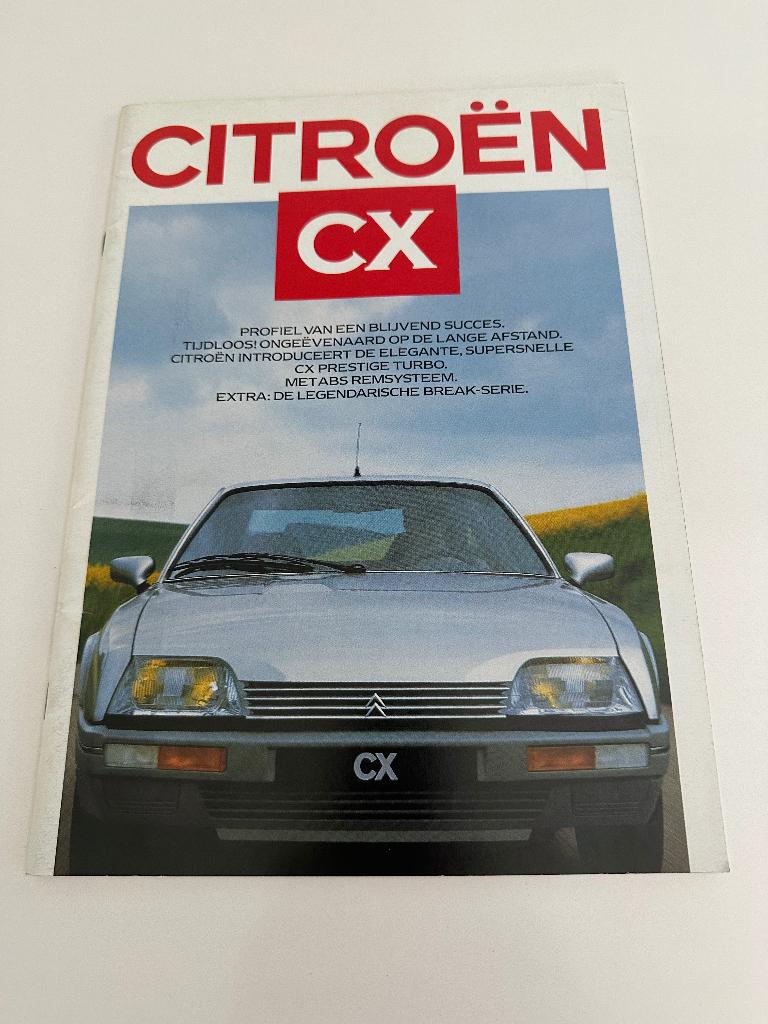 CITROËN
CX
PROFIEL VAN EEN BLIJVEND SUCCES.
TIJDLOOS! ONGEËVENAARD OP DE LANGE AFSTAND.
CITROËN INTRODUCEERT DE ELEGANTE, SUPERSNELLE
CX PRESTIGE TURBO.
MET ABS REMSYSTEEM.
EXTRA: DE LEGENDARISCHE BREAK-SERIE.
CX